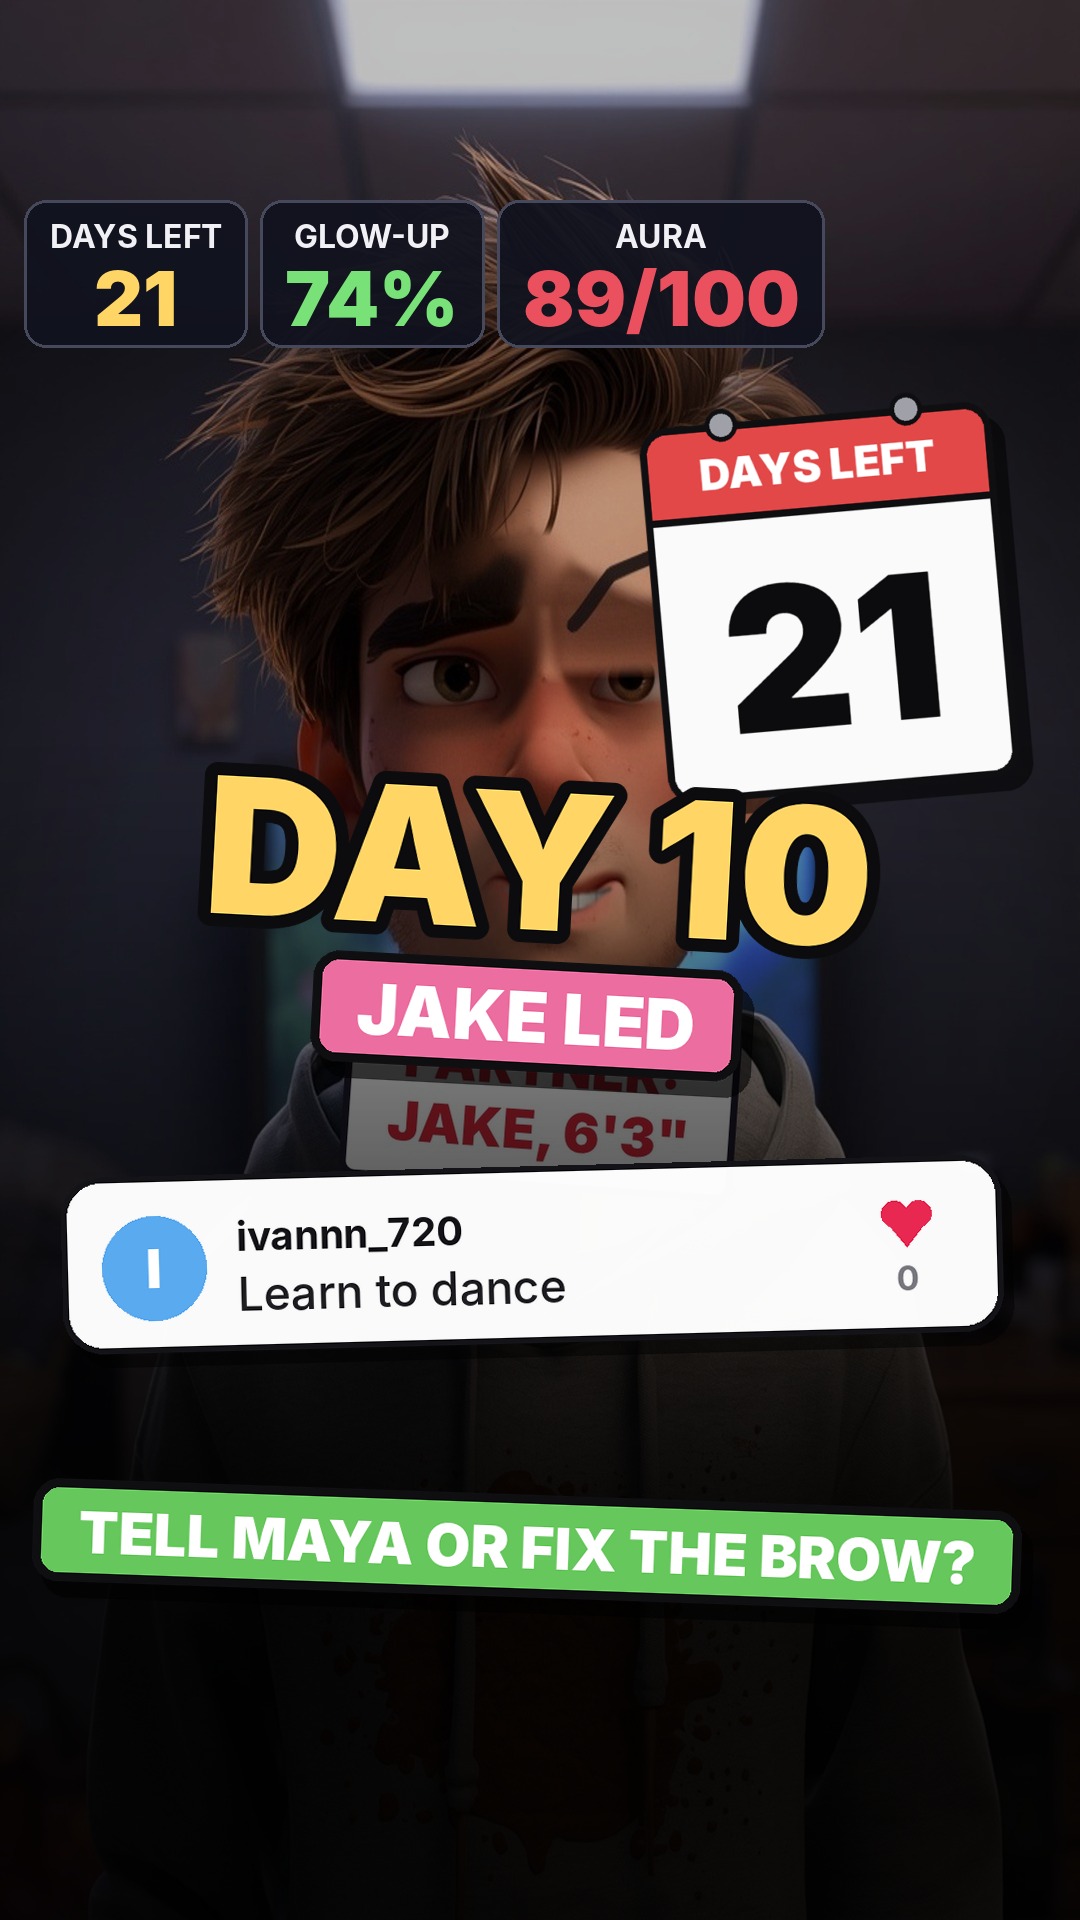 DAYS LEFT
21
GLOW-UP
74%
AURA
89/100
DAYS LEFT
21
DAY 10
JAKE LED
PARTNER:
JAKE, 6'3"
I
ivannn_720
Learn to dance
0
TELL MAYA OR FIX THE BROW?